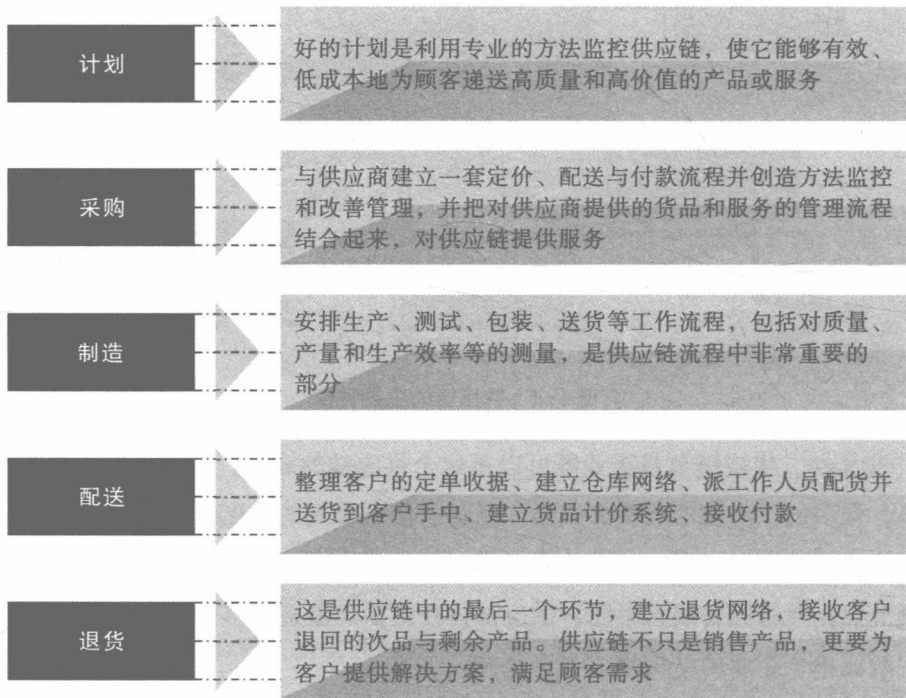 计划
好的计划是利用专业的方法监控供应链，使它能够有效、
低成本地为顾客递送高质量和高价值的产品或服务
采购
与供应商建立一套定价、配送与付款流程并创造方法监控
和改善管理，并把对供应商提供的货品和服务的管理流程
结合起来，对供应链提供服务
制造
安排生产、测试、包装、送货等工作流程，包括对质量、
产量和生产效率等的测量，是供应链流程中非常重要的
部分
配送
整理客户的定单收据、建立仓库网络、派工作人员配货并
送货到客户手中、建立货品计价系统、接收付款
退货
这是供应链中的最后一个环节，建立退货网络，接收客户
退回的次品与剩余产品。供应链不只是销售产品，更要为
客户提供解决方案，满足顾客需求